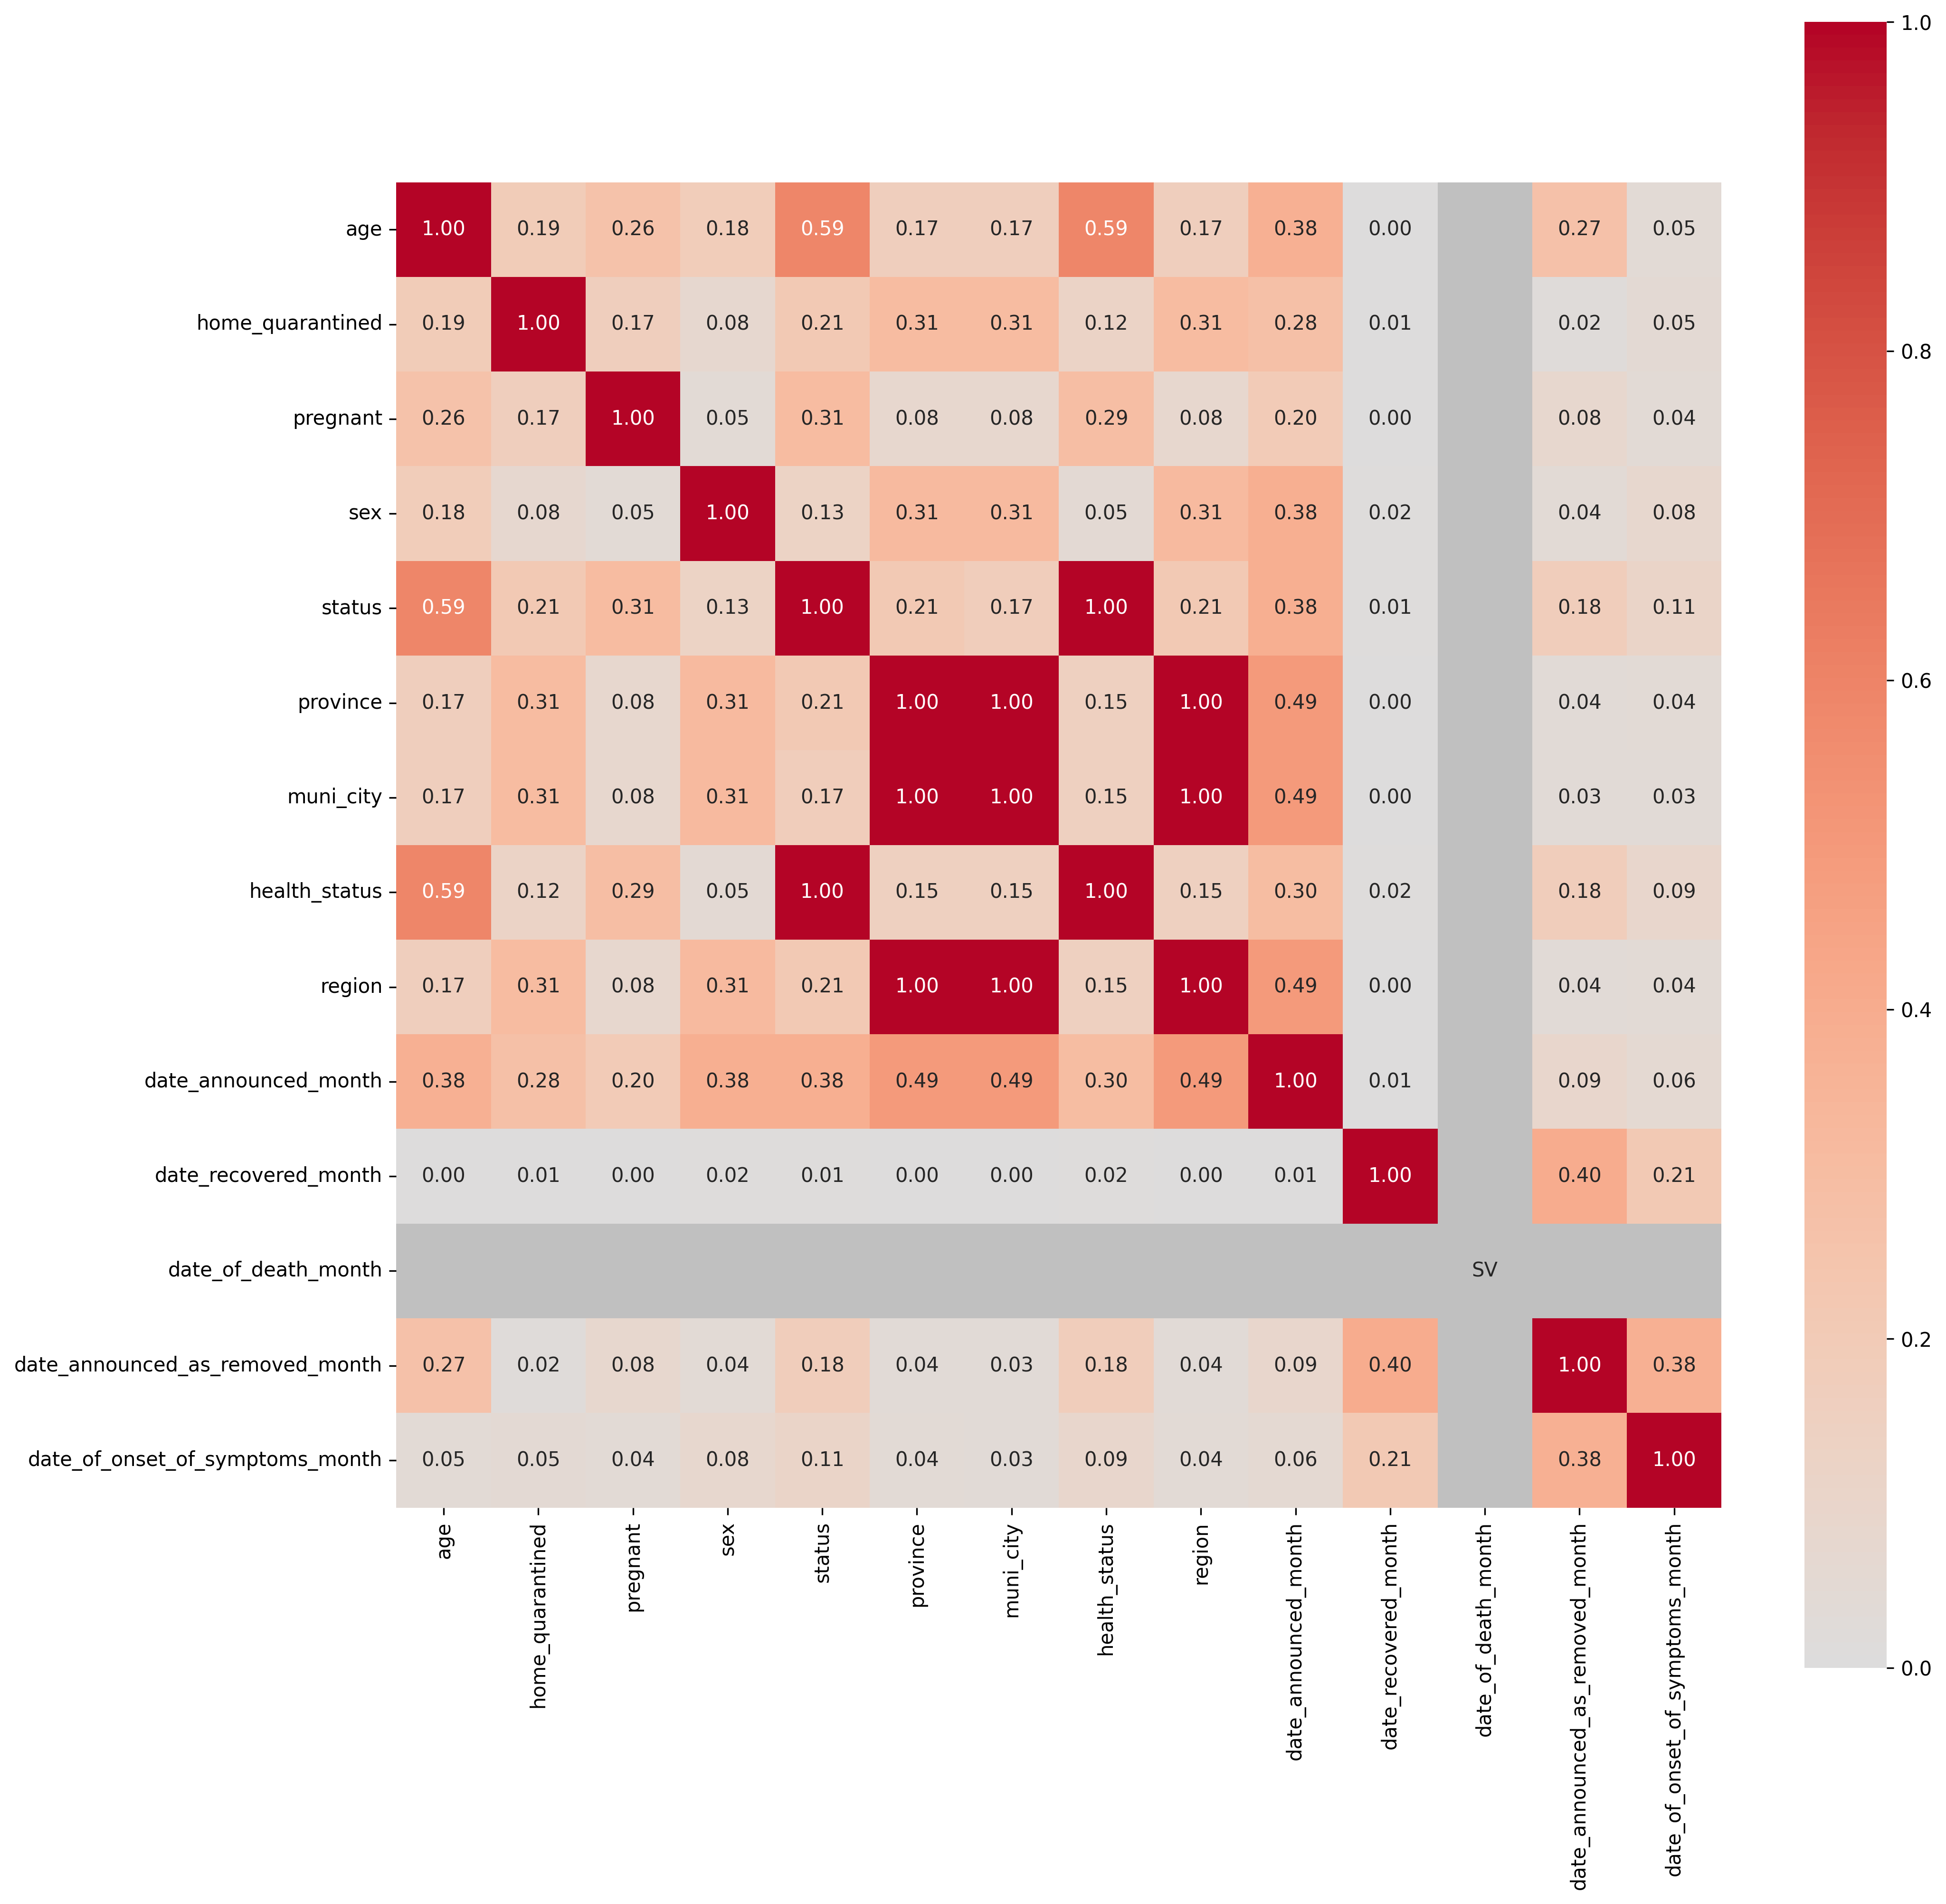 1.0
age 1.00 0.19 0.26 0.18 0.59 0.17 0.17 0.59 0.17 0.38 0.00 0.27 0.05
home_quarantined 0.19 1.00 0.17 0.08 0.21 0.31 0.31 0.12 0.31 0.28 0.01 0.02 0.05
0.8
pregnant 0.26 0.17 1.00 0.05 0.31 0.08 0.08 0.29 0.08 0.20 0.00 0.08 0.04
sex 0.18 0.08 0.05 1.00 0.13 0.31 0.31 0.05 0.31 0.38 0.02 0.04 0.08
status 0.59 0.21 0.31 0.13 1.00 0.21 0.17 1.00 0.21 0.38 0.01 0.18 0.11
0.6
province 0.17 0.31 0.08 0.31 0.21 1.00 1.00 0.15 1.00 0.49 0.00 0.04 0.04
muni_city 0.17 0.31 0.08 0.31 0.17 1.00 1.00 0.15 1.00 0.49 0.00 0.03 0.03
health_status 0.59 0.12 0.29 0.05 1.00 0.15 0.15 1.00 0.15 0.30 0.02 0.18 0.09
region 0.17 0.31 0.08 0.31 0.21 1.00 1.00 0.15 1.00 0.49 0.00 0.04 0.04
0.4
date_announced_month 0.38 0.28 0.20 0.38 0.38 0.49 0.49 0.30 0.49 1.00 0.01 0.09 0.06
date_recovered_month 0.00 0.01 0.00 0.02 0.01 0.00 0.00 0.02 0.00 0.01 1.00 0.40 0.21
date_of_death_month SV
0.2
date_announced_as_removed_month 0.27 0.02 0.08 0.04 0.18 0.04 0.03 0.18 0.04 0.09 0.40 1.00 0.38
date_of_onset_of_symptoms_month 0.05 0.05 0.04 0.08 0.11 0.04 0.03 0.09 0.04 0.06 0.21 0.38 1.00
0.0
age
home_quarantined
pregnant
sex
status
province
muni_city
health_status
region
date_announced_month
date_recovered_month
date_of_death_month
date_announced_as_removed_month
date_of_onset_of_symptoms_month